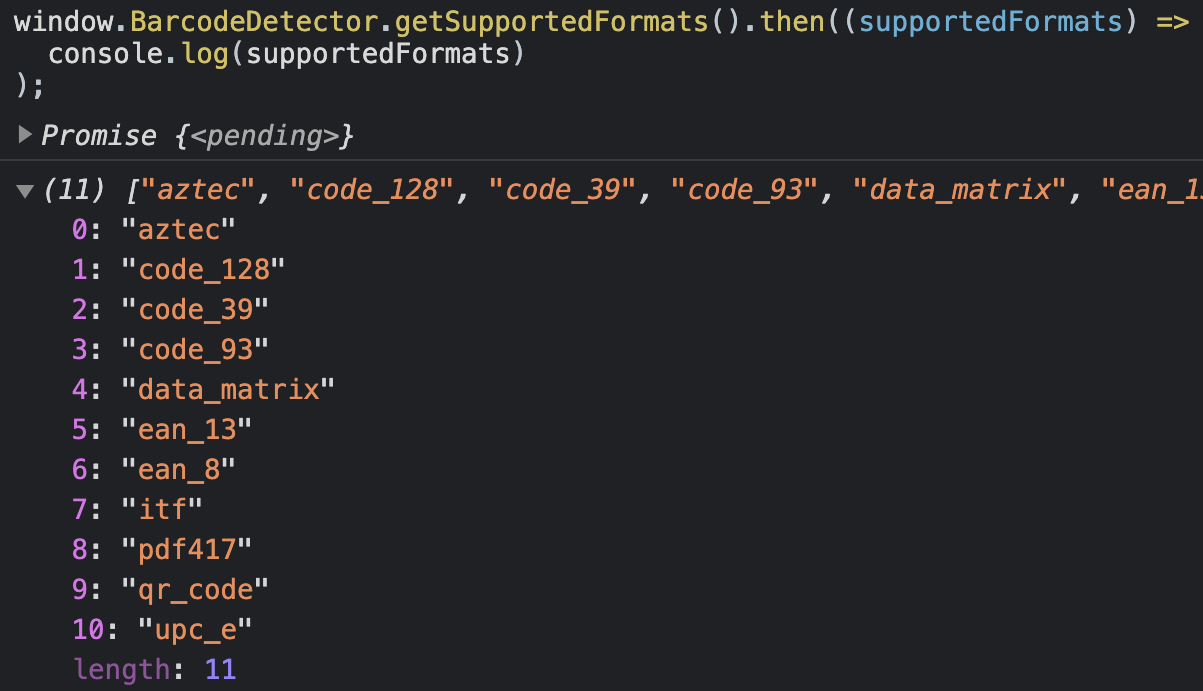 window.BarcodeDetector.getSupportedFormats().then((supportedFormats) =>
  console.log(supportedFormats)
);
Promise {<pending>}
(11) ["aztec", "code_128", "code_39", "code_93", "data_matrix", "ean_1
0: "aztec"
1: "code_128"
2: "code_39"
3: "code_93"
4: "data_matrix"
5: "ean_13"
6: "ean_8"
7: "itf"
8: "pdf417"
9: "qr_code"
10: "upc_e"
length: 11